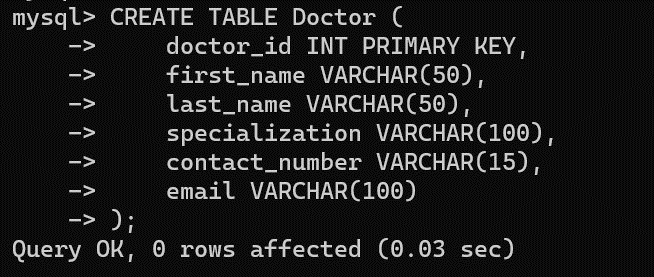 mysql> CREATE TABLE Doctor (
    ->     doctor_id INT PRIMARY KEY,
    ->     first_name VARCHAR(50),
    ->     last_name VARCHAR(50),
    ->     specialization VARCHAR(100),
    ->     contact_number VARCHAR(15),
    ->     email VARCHAR(100)
    -> );
Query OK, 0 rows affected (0.03 sec)